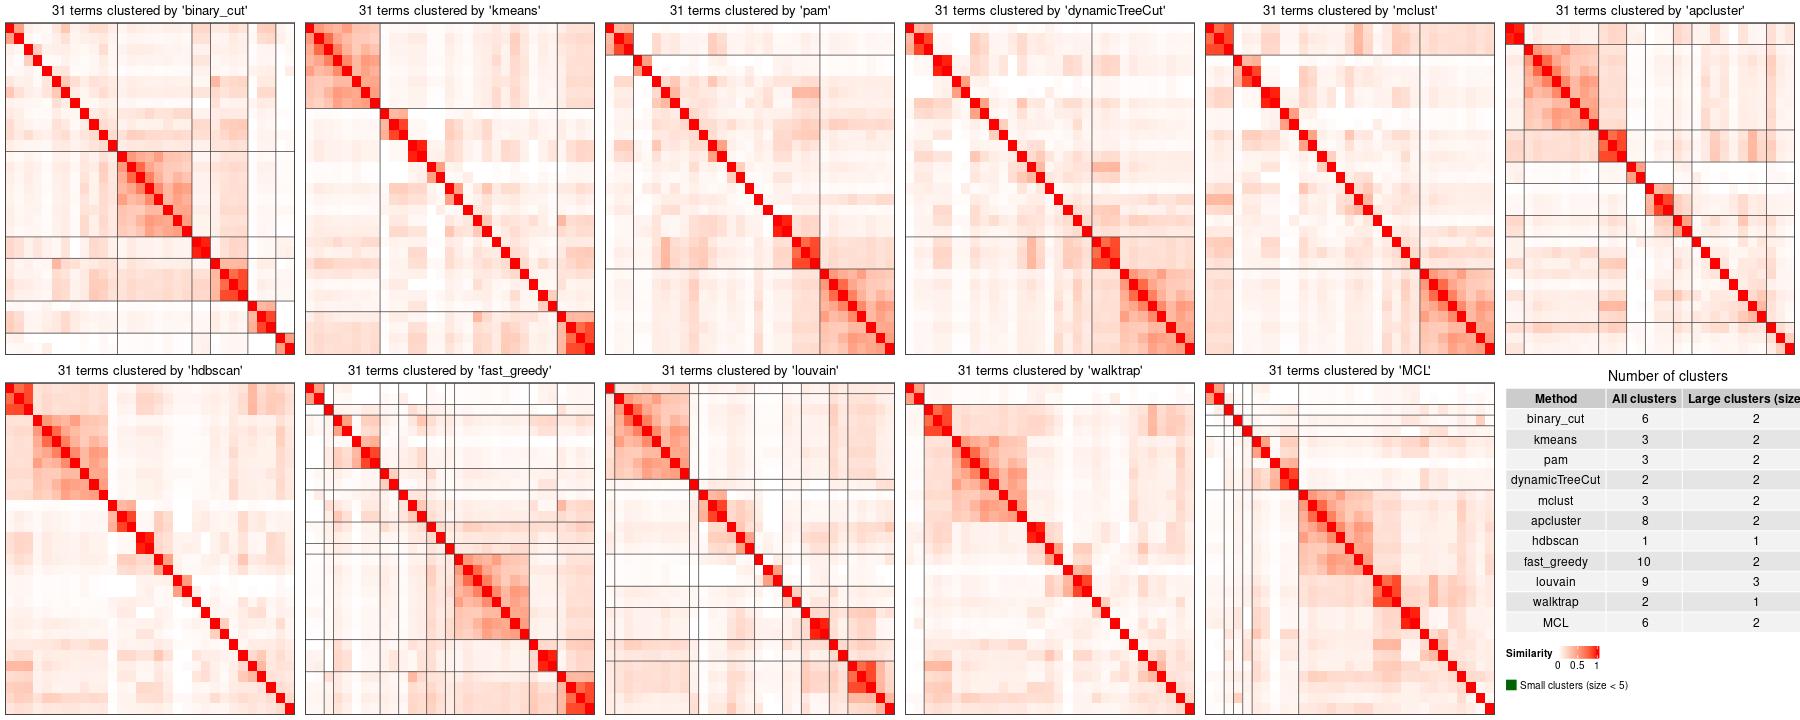 31 terms clustered by 'binary_cut'
31 terms clustered by 'kmeans'
31 terms clustered by 'pam'
31 terms clustered by 'dynamicTreeCut'
31 terms clustered by 'mclust'
31 terms clustered by 'apcluster'
31 terms clustered by 'hdbscan'
31 terms clustered by 'fast_greedy'
31 terms clustered by 'louvain'
31 terms clustered by 'walktrap'
31 terms clustered by 'MCL'
Number of clusters
Method All clusters Large clusters (size
binary_cut 6 2
kmeans 3 2
pam 3 2
dynamicTreeCut 2 2
mclust 3 2
apcluster 8 2
hdbscan 1 1
fast_greedy 10 2
louvain 9 3
walktrap 2 1
MCL 6 2
Similarity
0 0.5 1
Small clusters (size < 5)